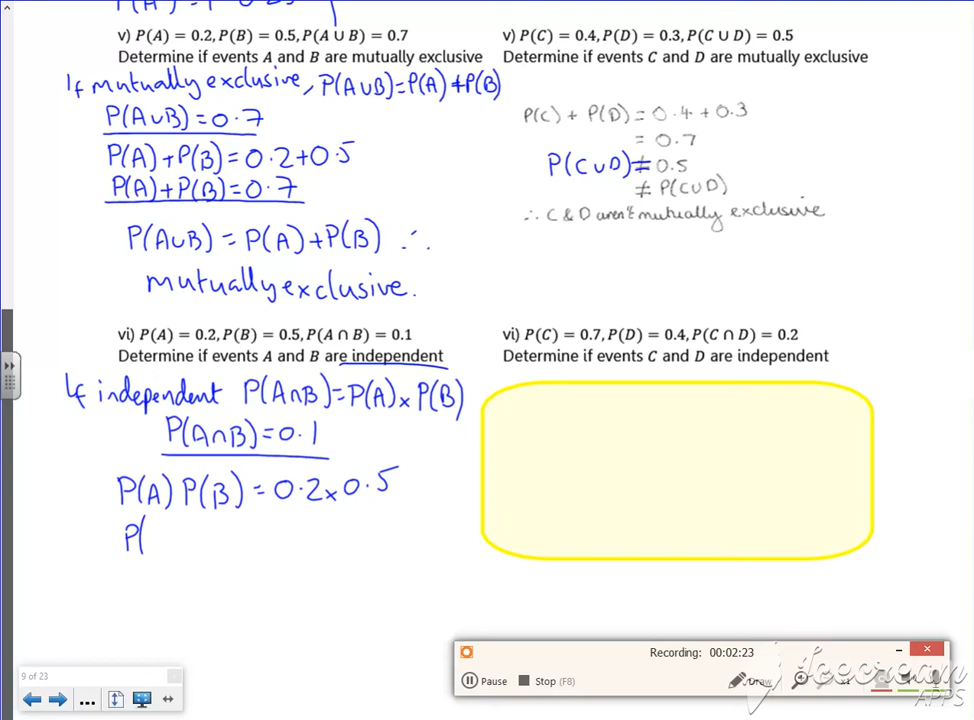 v) P(A) = 0.2, P(B) = 0.5, P(A ∪ B) = 0.7
Determine if events A and B are mutually exclusive
If mutually exclusive, P(A∪B)=P(A)+P(B)
P(A∪B)=0.7
P(A)+P(B)=0.2+0.5
P(A)+P(B)=0.7
P(A∪B) = P(A)+P(B) ∴
mutually exclusive.
v) P(C) = 0.4, P(D) = 0.3, P(C ∪ D) = 0.5
Determine if events C and D are mutually exclusive
P(C) + P(D) = 0.4 + 0.3
= 0.7
P(C∪D) ≠ 0.5
≠ P(C∪D)
∴ C & D aren't mutually exclusive
vi) P(A) = 0.2, P(B) = 0.5, P(A ∩ B) = 0.1
Determine if events A and B are independent
If independent P(A∩B)=P(A)×P(B)
P(A∩B)=0.1
P(A)P(B)=0.2×0.5
P(
vi) P(C) = 0.7, P(D) = 0.4, P(C ∩ D) = 0.2
Determine if events C and D are independent
9 of 23
Recording: 00:02:23
Pause Stop (F8) Draw x1
Icecream
APPS